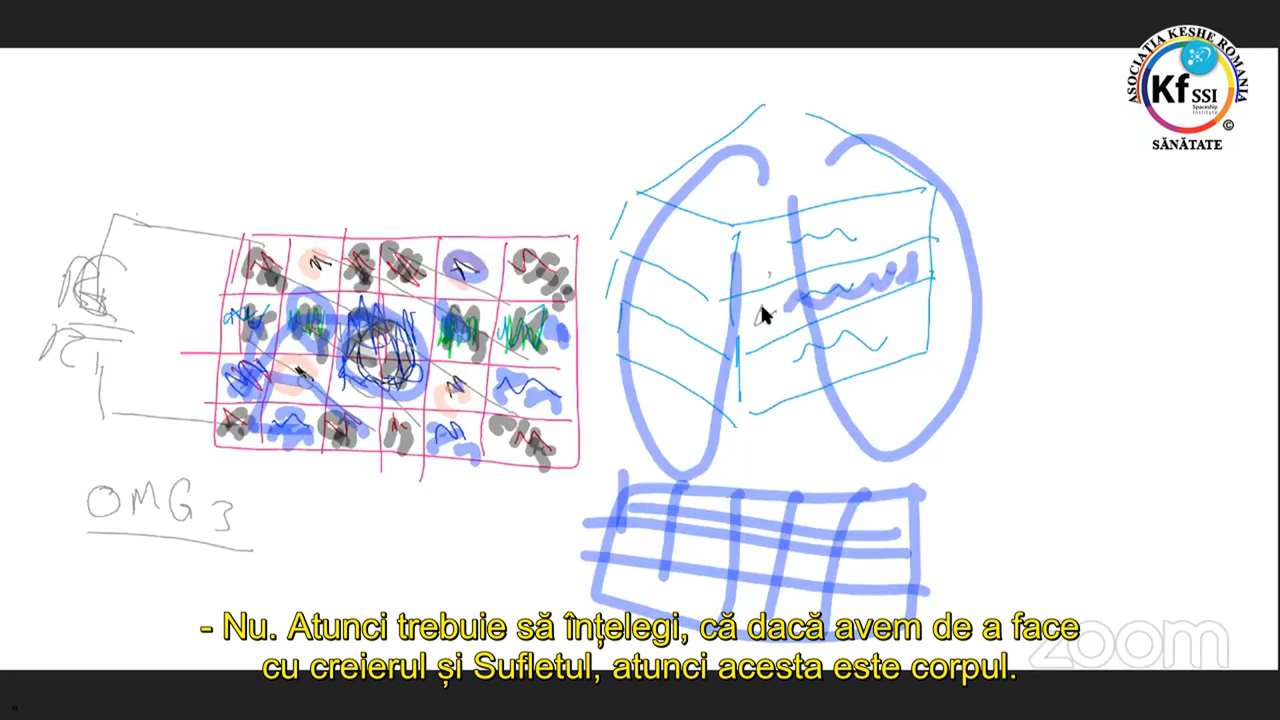 ASOCIAȚIA KESHE ROMANIA
Kf SSI
Spaceship
Institute
©
SĂNĂTATE
OMG 3
- Nu. Atunci trebuie să înțelegi, că dacă avem de a face
cu creierul și Sufletul, atunci acesta este corpul.
zoom